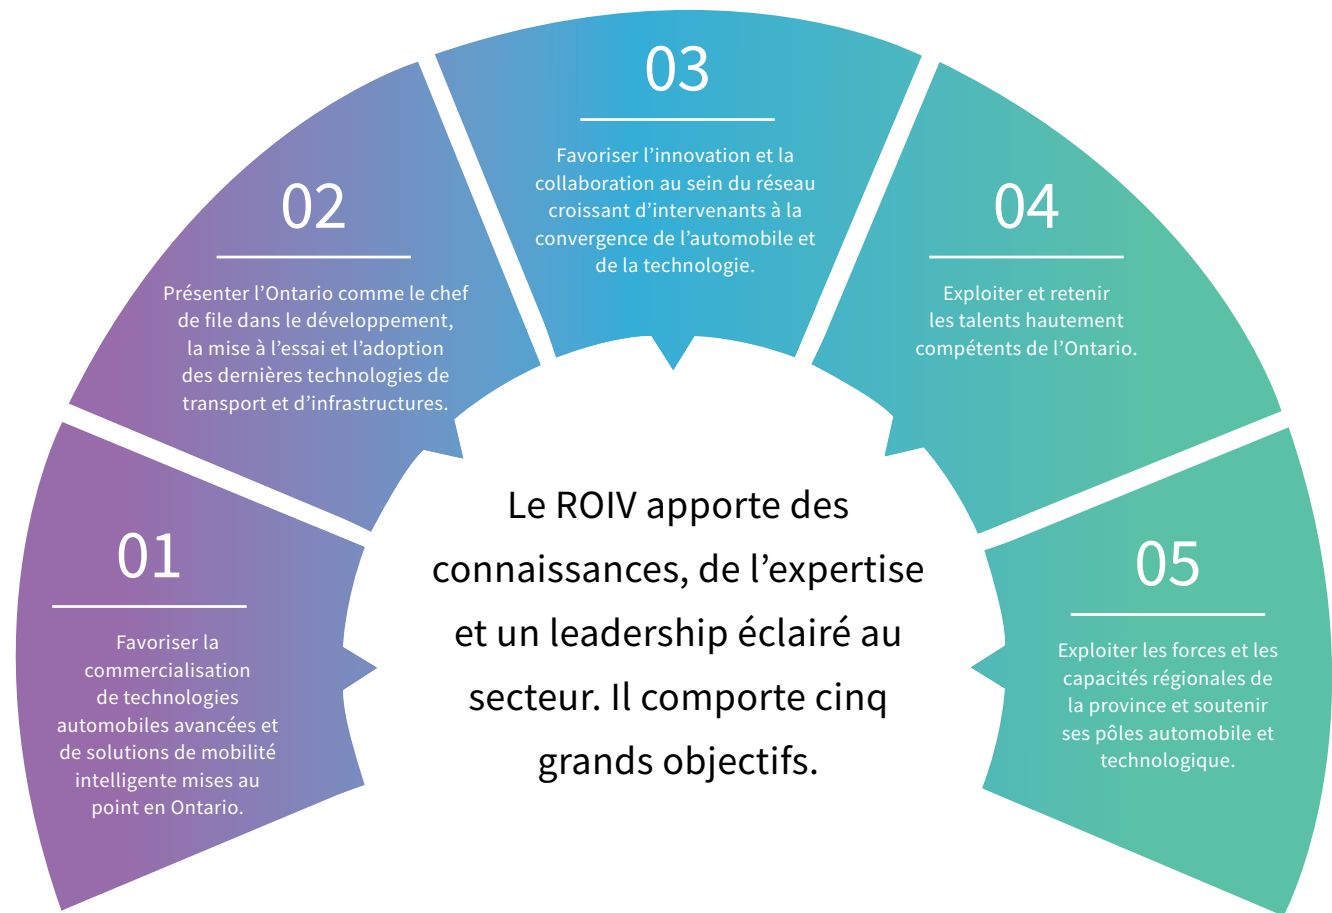 01
Favoriser la
commercialisation
de technologies
automobiles avancées et
de solutions de mobilité
intelligente mises au
point en Ontario.
02
Présenter l’Ontario comme le chef
de file dans le développement,
la mise à l’essai et l’adoption
des dernières technologies de
transport et d’infrastructures.
03
Favoriser l’innovation et la
collaboration au sein du réseau
croissant d’intervenants à la
convergence de l’automobile et
de la technologie.
04
Exploiter et retenir
les talents hautement
compétents de l’Ontario.
05
Exploiter les forces et les
capacités régionales de
la province et soutenir
ses pôles automobile et
technologique.
Le ROIV apporte des
connaissances, de l’expertise
et un leadership éclairé au
secteur. Il comporte cinq
grands objectifs.